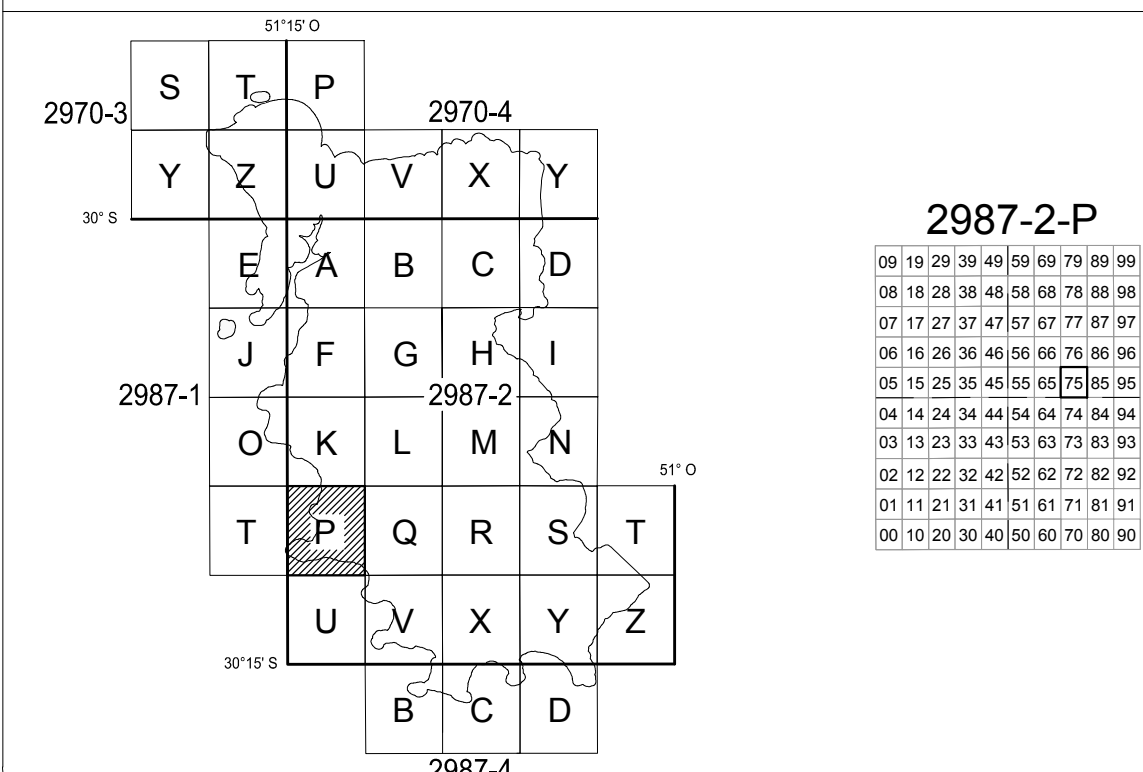 51°15' O
S T P
2970-3 2970-4
Y Z U V X Y
30° S
E A B C D
J F G H I
2987-1 2987-2
O K L M N
51° O
T P Q R S T
U V X Y Z
30°15' S
B C D
2987-4
2987-2-P
09 19 29 39 49 59 69 79 89 99
08 18 28 38 48 58 68 78 88 98
07 17 27 37 47 57 67 77 87 97
06 16 26 36 46 56 66 76 86 96
05 15 25 35 45 55 65 75 85 95
04 14 24 34 44 54 64 74 84 94
03 13 23 33 43 53 63 73 83 93
02 12 22 32 42 52 62 72 82 92
01 11 21 31 41 51 61 71 81 91
00 10 20 30 40 50 60 70 80 90